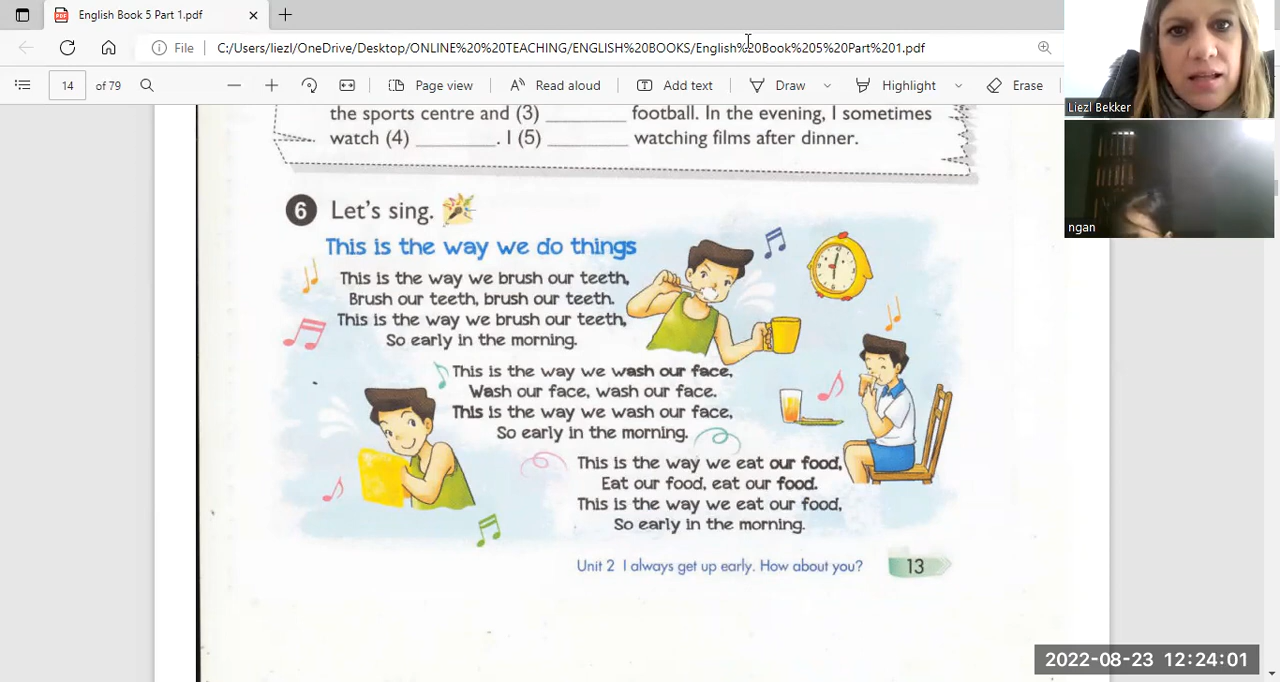 English Book 5 Part 1.pdf
File C:/Users/liezl/OneDrive/Desktop/ONLINE%20%20TEACHING/ENGLISH%20BOOKS/English%20Book%205%20Part%201.pdf
14 of 79 Page view Read aloud Add text Draw Highlight Erase
Liezl Bekker
ngan
the sports centre and (3) ________ football. In the evening, I sometimes
watch (4) ________. I (5) ________ watching films after dinner.
6 Let's sing.
This is the way we do things
This is the way we brush our teeth,
Brush our teeth, brush our teeth.
This is the way we brush our teeth,
So early in the morning.
This is the way we wash our face,
Wash our face, wash our face.
This is the way we wash our face,
So early in the morning.
This is the way we eat our food,
Eat our food, eat our food.
This is the way we eat our food,
So early in the morning.
Unit 2 I always get up early. How about you? 13
2022-08-23 12:24:01